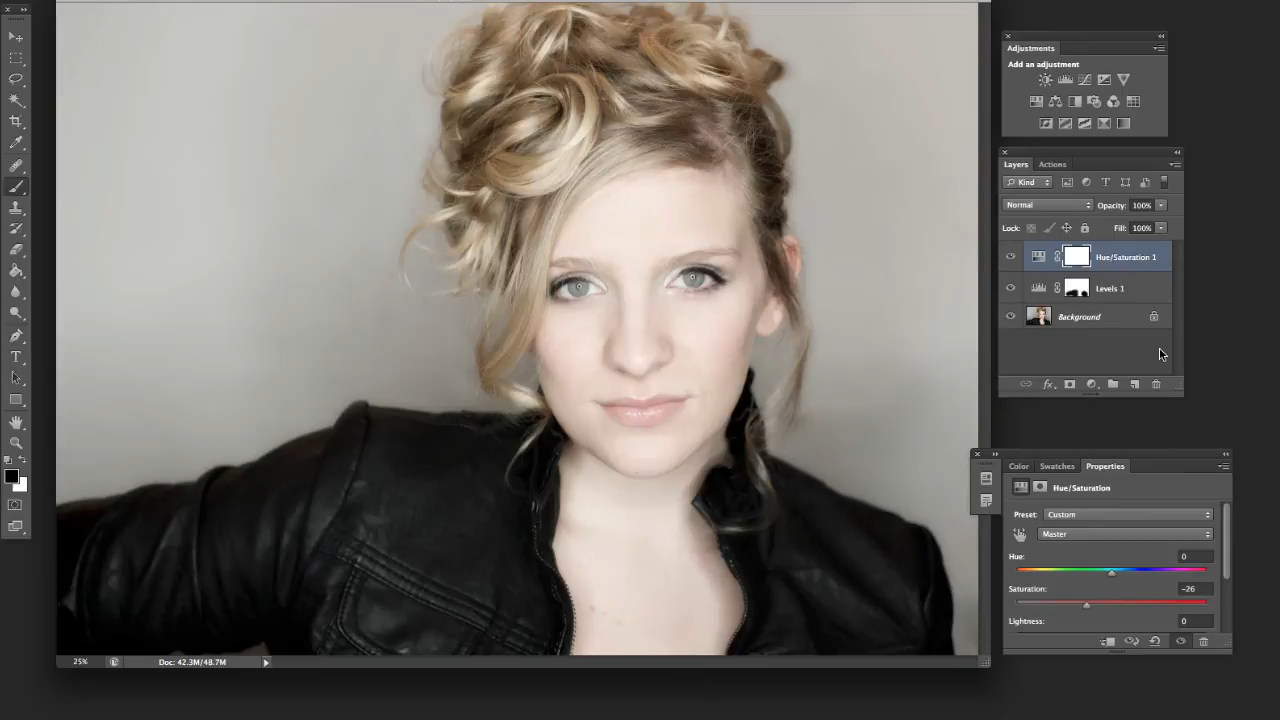 Adjustments
Add an adjustment
Layers Actions
Kind
Normal Opacity: 100%
Lock: Fill: 100%
Hue/Saturation 1
Levels 1
Background
fx
Color Swatches Properties
Hue/Saturation
Preset: Custom
Master
Hue: 0
Saturation: -26
Lightness: 0
25% Doc: 42.3M/48.7M